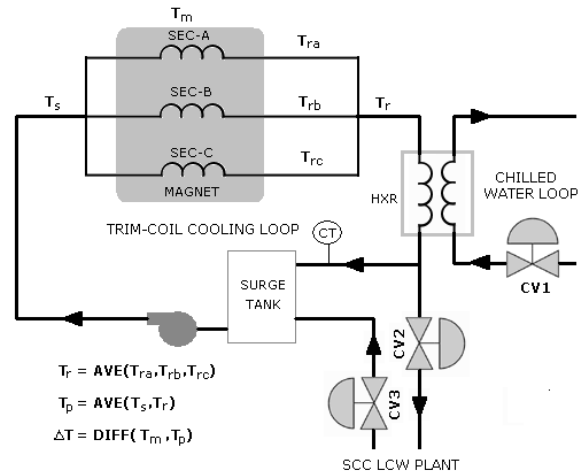 Tm
SEC-A
Tra
Ts
SEC-B
Trb
Tr
SEC-C
Trc
MAGNET
HXR
CHILLED
WATER LOOP
TRIM-COIL COOLING LOOP
CT
CV1
SURGE
TANK
CV2
CV3
Tr = AVE(Tra,Trb,Trc)
Tp = AVE(Ts,Tr)
ΔT = DIFF(Tm,Tp)
SCC LCW PLANT